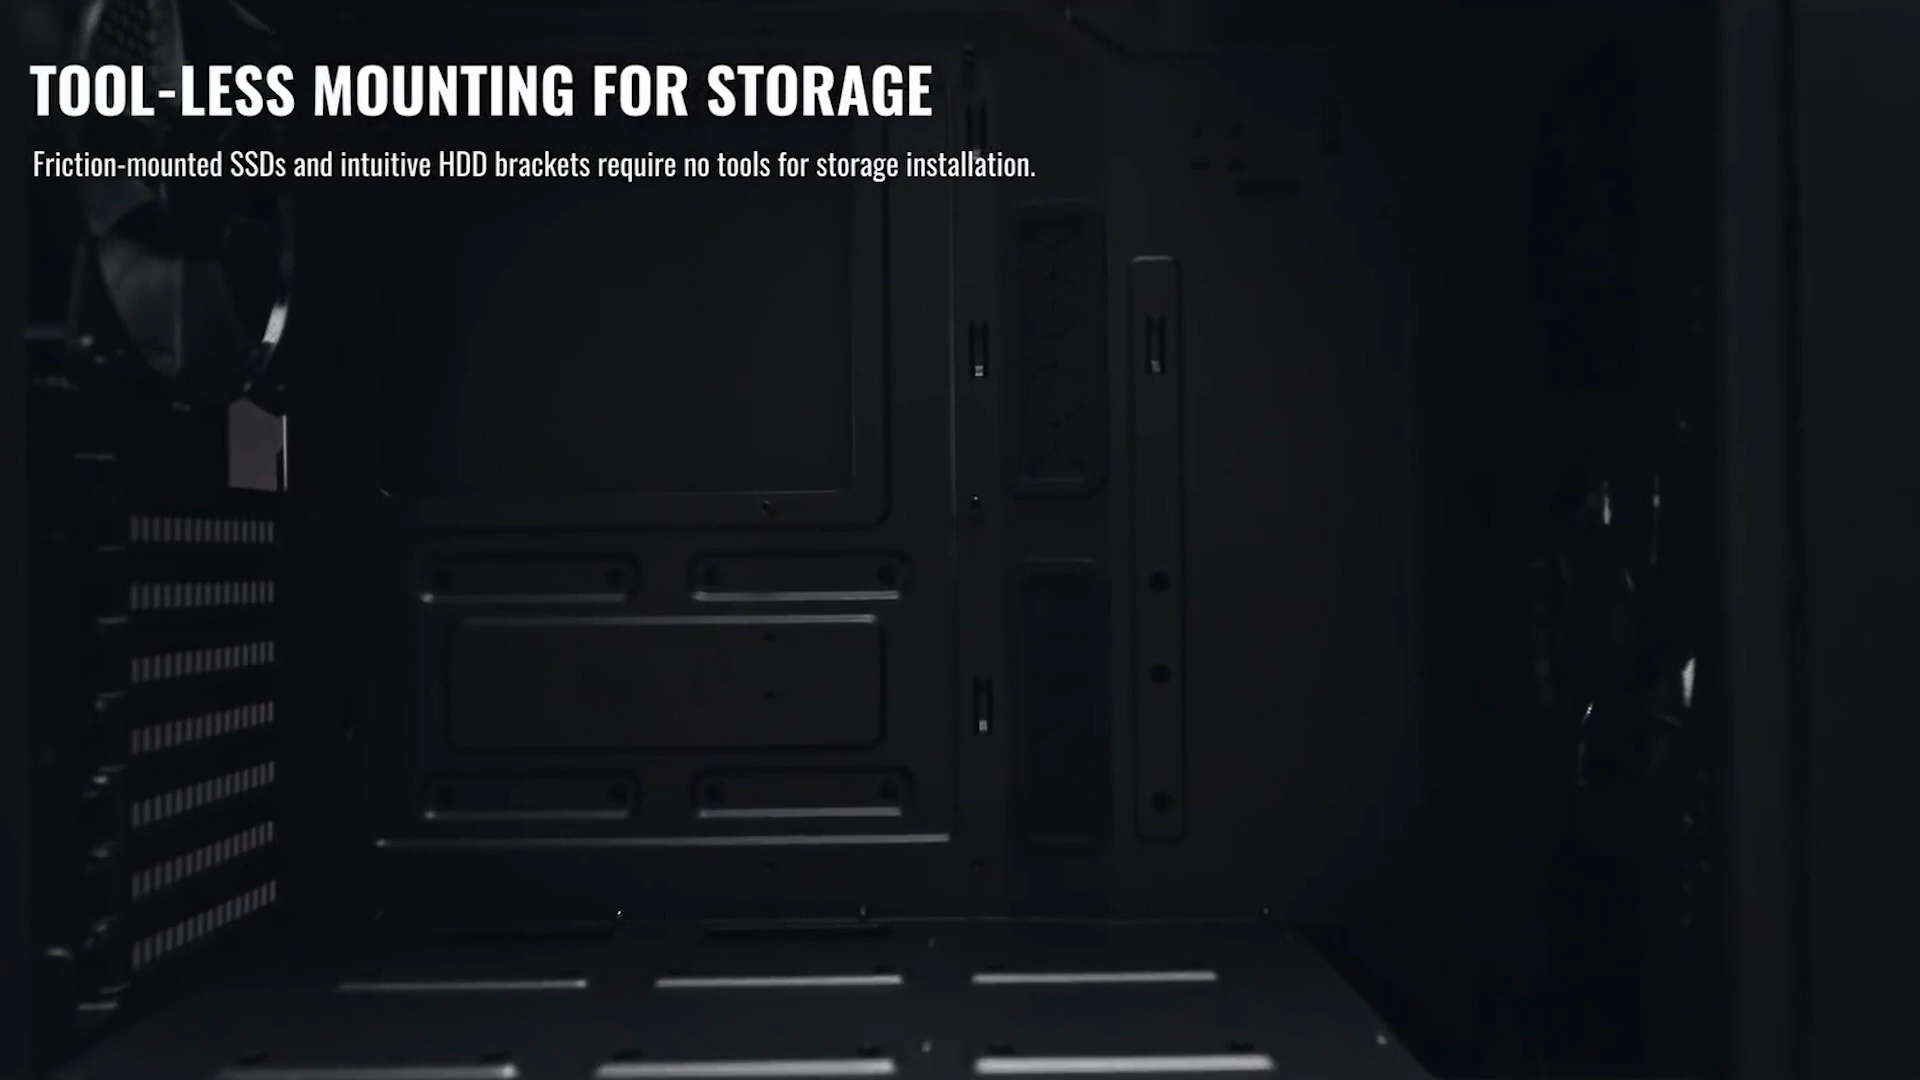 TOOL-LESS MOUNTING FOR STORAGE
Friction-mounted SSDs and intuitive HDD brackets require no tools for storage installation.